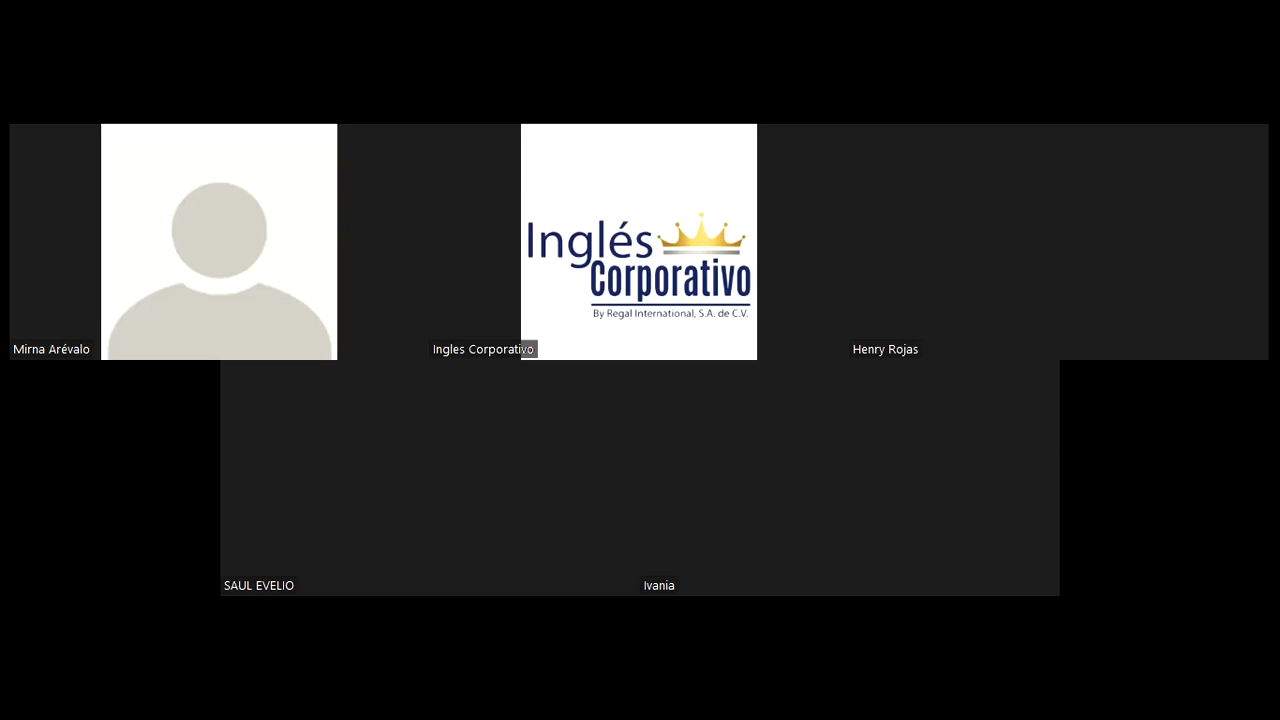 Inglés
Corporativo
By Regal International, S.A. de C.V.
Mirna Arévalo
Ingles Corporativo
Henry Rojas
SAUL EVELIO
Ivania